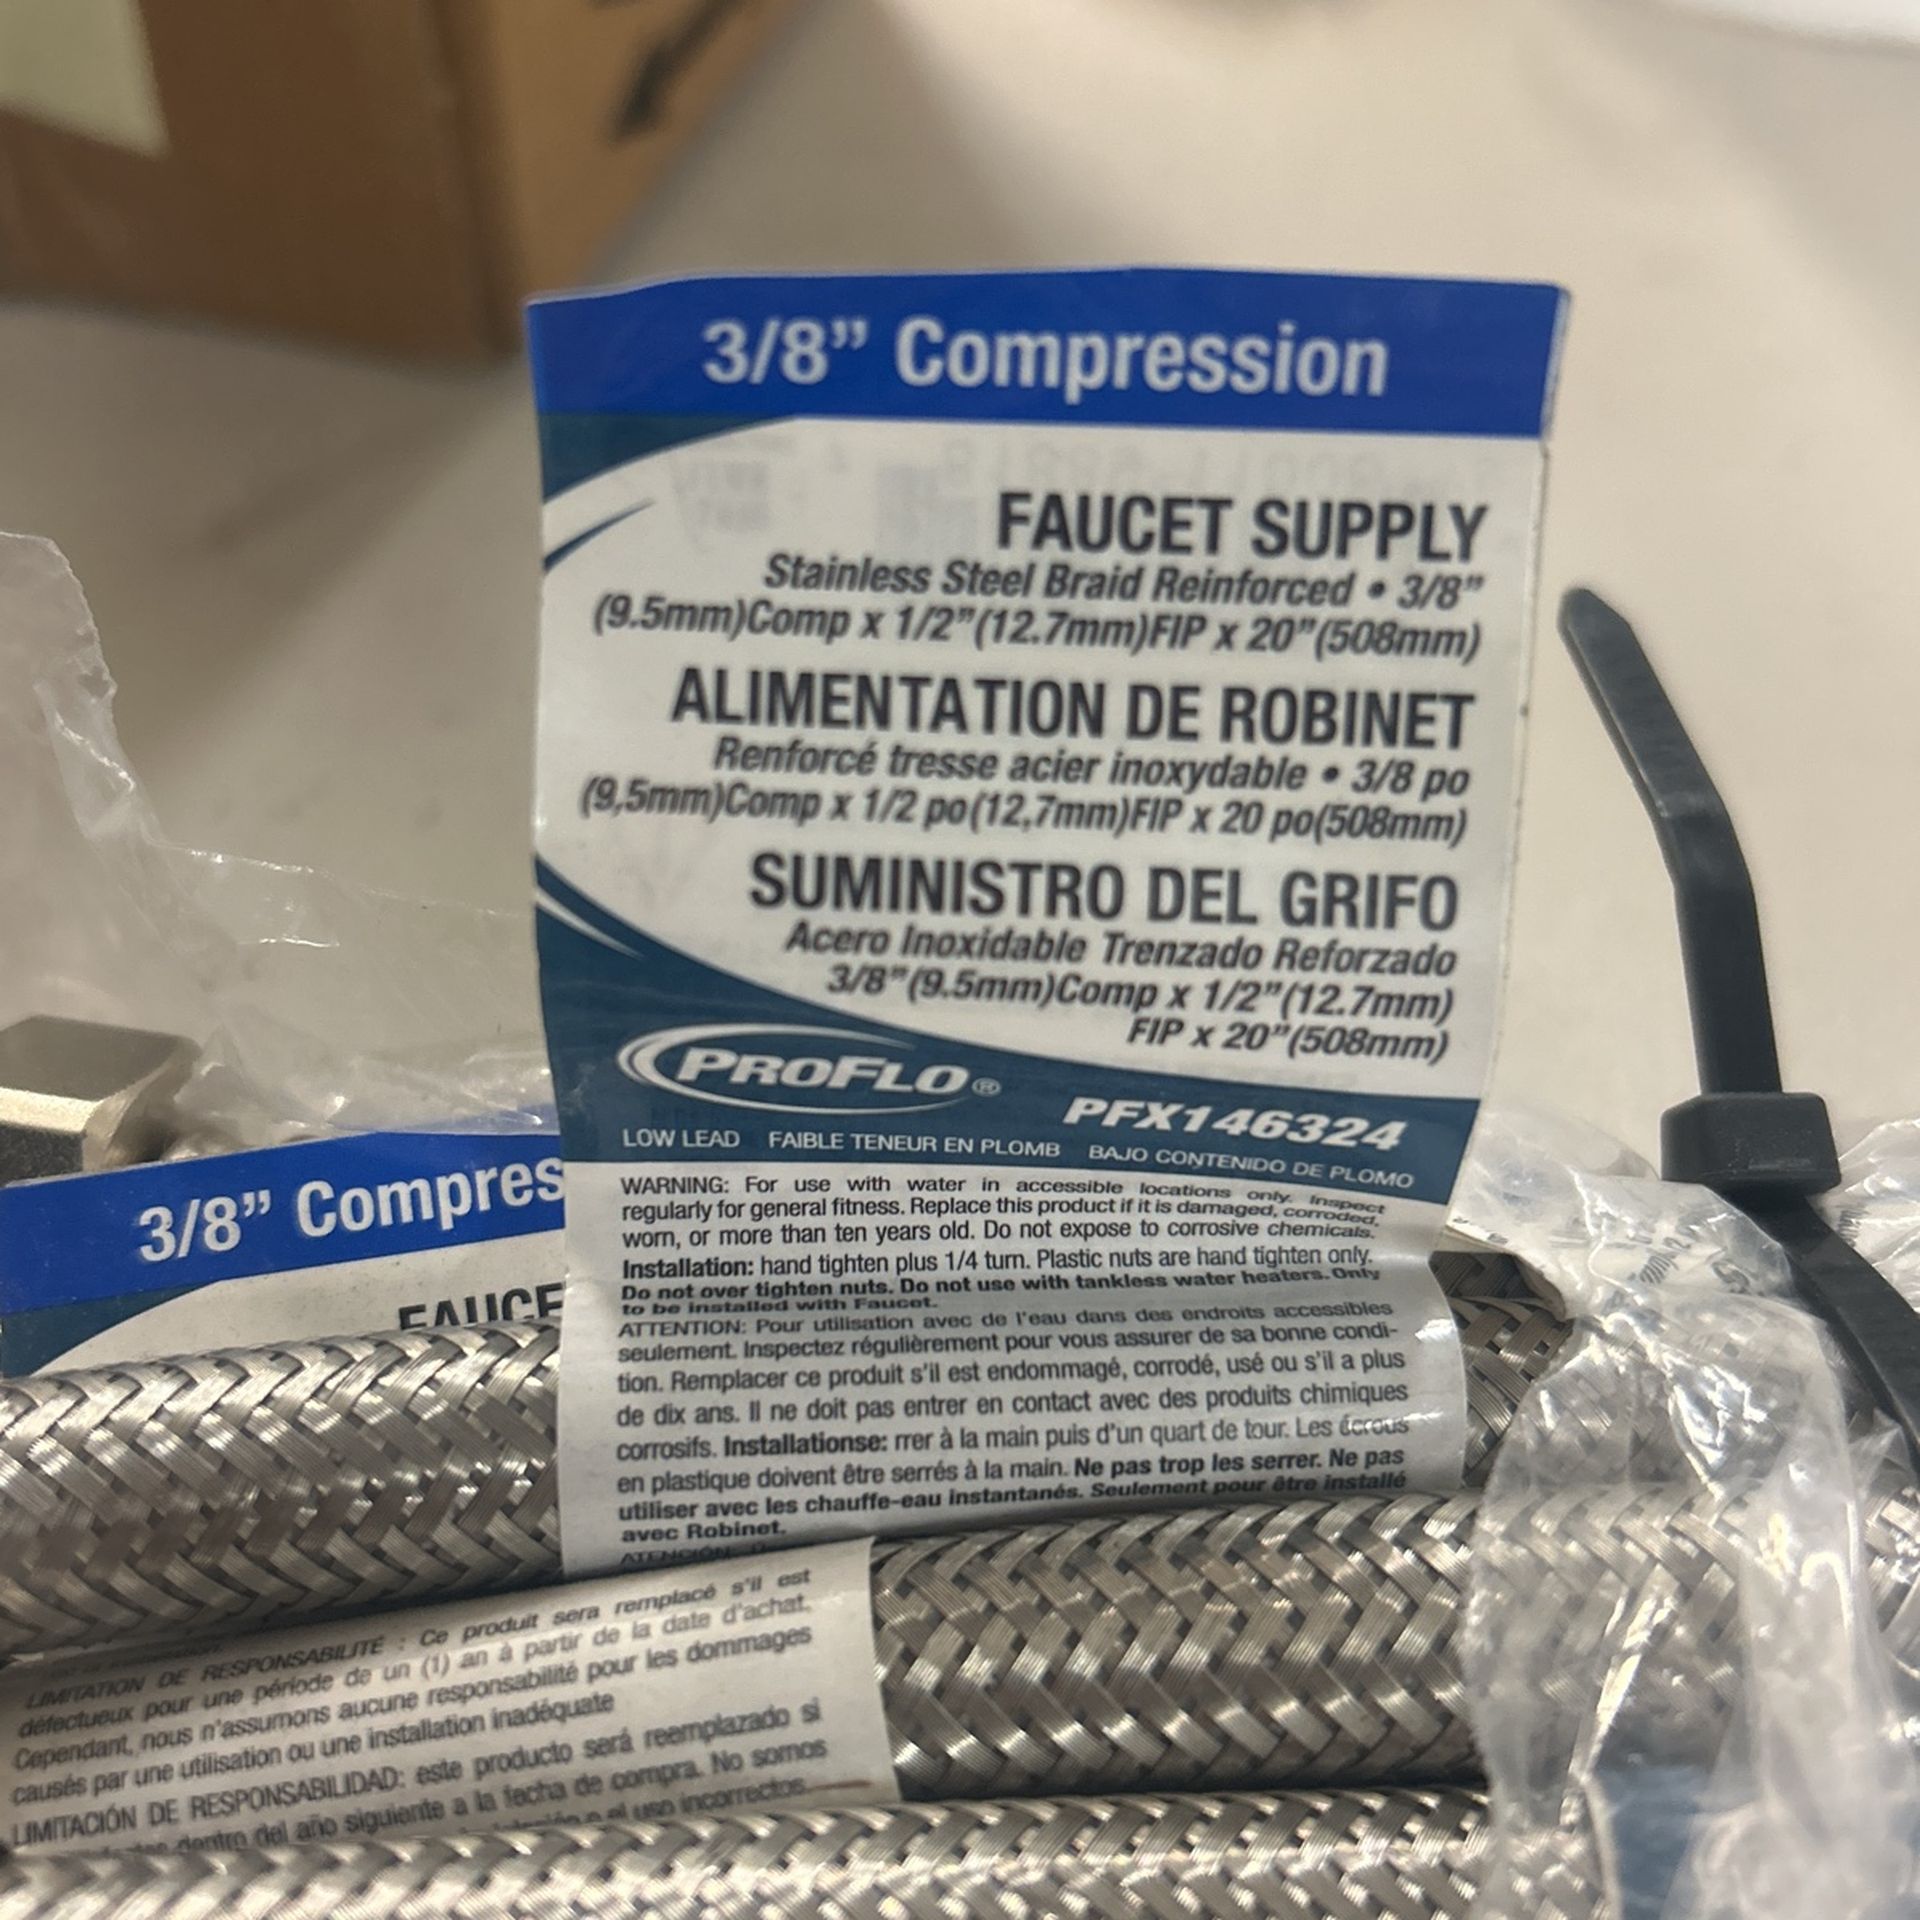 3/8” Compression
FAUCET SUPPLY
Stainless Steel Braid Reinforced • 3/8”
(9.5mm)Comp x 1/2”(12.7mm)FIP x 20”(508mm)
ALIMENTATION DE ROBINET
Renforcé tresse acier inoxydable • 3/8 po
(9,5mm)Comp x 1/2 po(12,7mm)FIP x 20 po(508mm)
SUMINISTRO DEL GRIFO
Acero Inoxidable Trenzado Reforzado
3/8”(9.5mm)Comp x 1/2”(12.7mm)
FIP x 20”(508mm)
PROFLO®
PFX146324
LOW LEAD FAIBLE TENEUR EN PLOMB BAJO CONTENIDO DE PLOMO
WARNING: For use with water in accessible locations only. Inspect
regularly for general fitness. Replace this product if it is damaged, corroded,
worn, or more than ten years old. Do not expose to corrosive chemicals.
Installation: hand tighten plus 1/4 turn. Plastic nuts are hand tighten only.
Do not over tighten nuts. Do not use with tankless water heaters. Only
to be installed with Faucet.
ATTENTION: Pour utilisation avec de l'eau dans des endroits accessibles
seulement. Inspectez régulièrement pour vous assurer de sa bonne condi-
tion. Remplacer ce produit s'il est endommagé, corrodé, usé ou s'il a plus
de dix ans. Il ne doit pas entrer en contact avec des produits chimiques
corrosifs. Installationse: rrer à la main puis d'un quart de tour. Les écrous
en plastique doivent être serrés à la main. Ne pas trop les serrer. Ne pas
utiliser avec les chauffe-eau instantanés. Seulement pour être installé
avec Robinet.
ATENCIÓN:
3/8” Compres
FAUCE
LIMITATION DE RESPONSABILITÉ : Ce produit sera remplacé s'il est
défectueux pour une période de un (1) an à partir de la date d'achat.
Cependant, nous n'assumons aucune responsabilité pour les dommages
causés par une utilisation ou une installation inadéquate
LIMITACIÓN DE RESPONSABILIDAD: este producto será reemplazado si
dentro del año siguiente a la fecha de compra. No somos
o el uso incorrectos